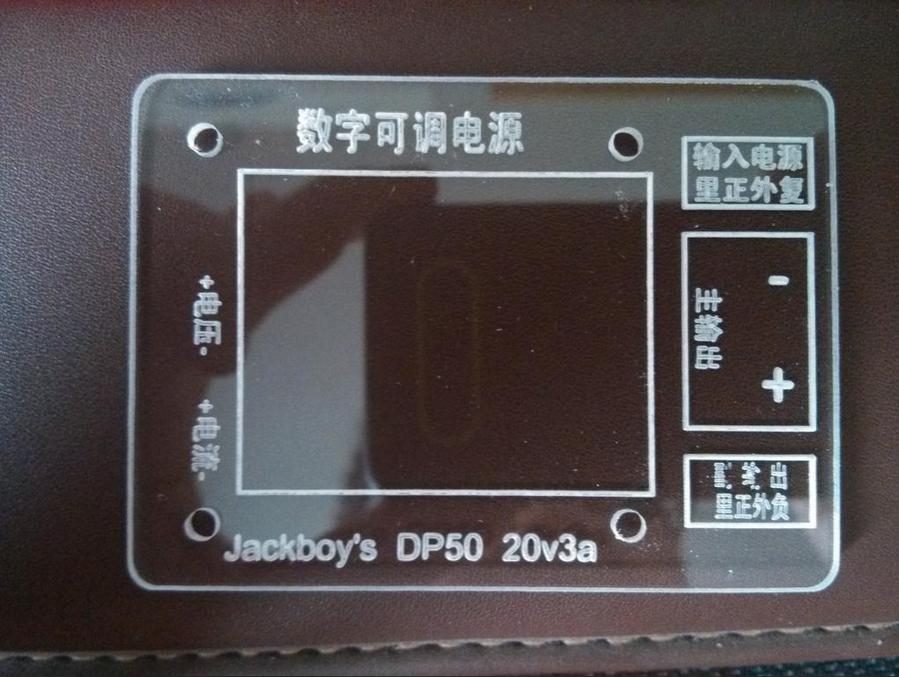 数字可调电源
输入电源
里正外复
-
主输出
+
+电压-
+电流-
出
里正外负
Jackboy's DP50 20v3a